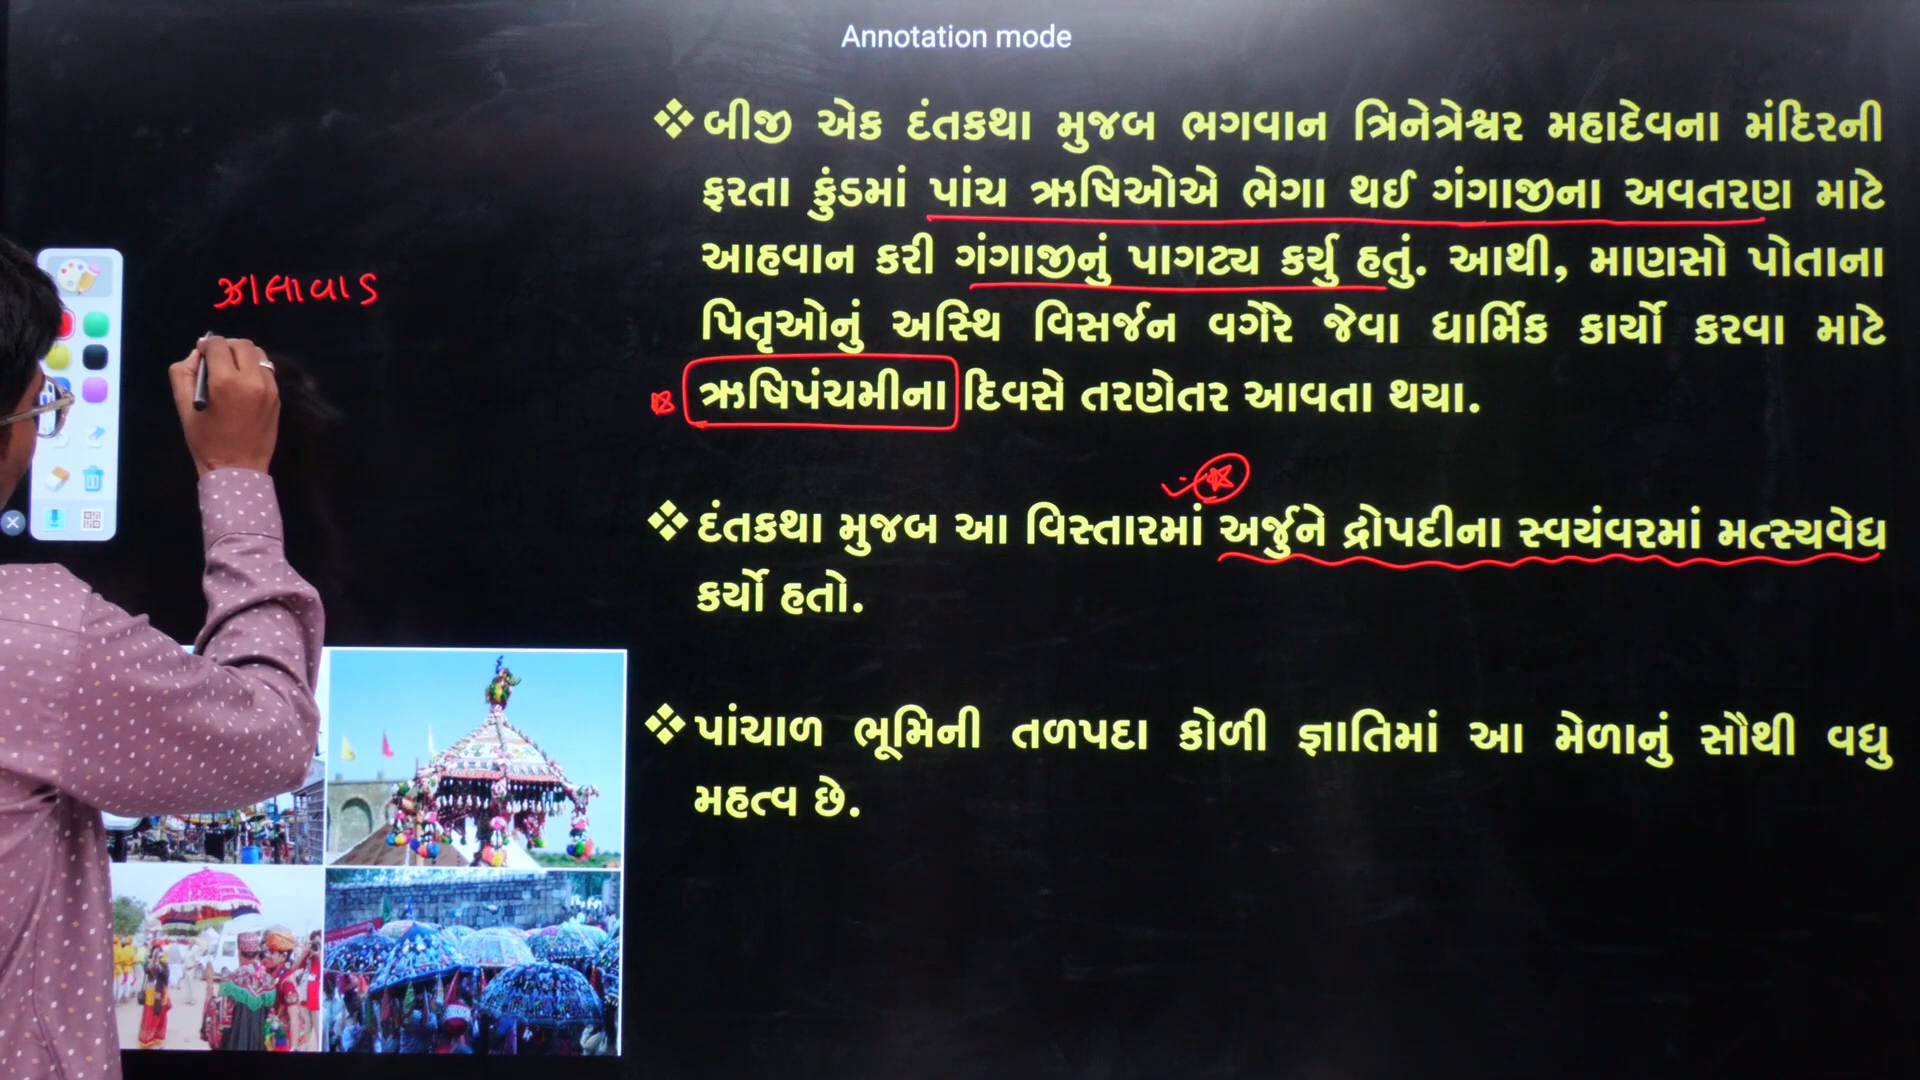 Annotation mode
❖ બીજી એક દંતકથા મુજબ ભગવાન ત્રિનેત્રેશ્વર મહાદેવના મંદિરની
ફરતા કુંડમાં પાંચ ઋષિઓએ ભેગા થઈ ગંગાજીના અવતરણ માટે
આહવાન કરી ગંગાજીનું પાગટ્ય કર્યુ હતું. આથી, માણસો પોતાના
પિતૃઓનું અસ્થિ વિસર્જન વગેરે જેવા ધાર્મિક કાર્યો કરવા માટે
ઋષિપંચમીના દિવસે તરણેતર આવતા થયા.
ઝાલાવાડ
❖ દંતકથા મુજબ આ વિસ્તારમાં અર્જુને દ્રોપદીના સ્વયંવરમાં મત્સ્યવેધ
કર્યો હતો.
❖ પાંચાળ ભૂમિની તળપદા કોળી જ્ઞાતિમાં આ મેળાનું સૌથી વધુ
મહત્વ છે.